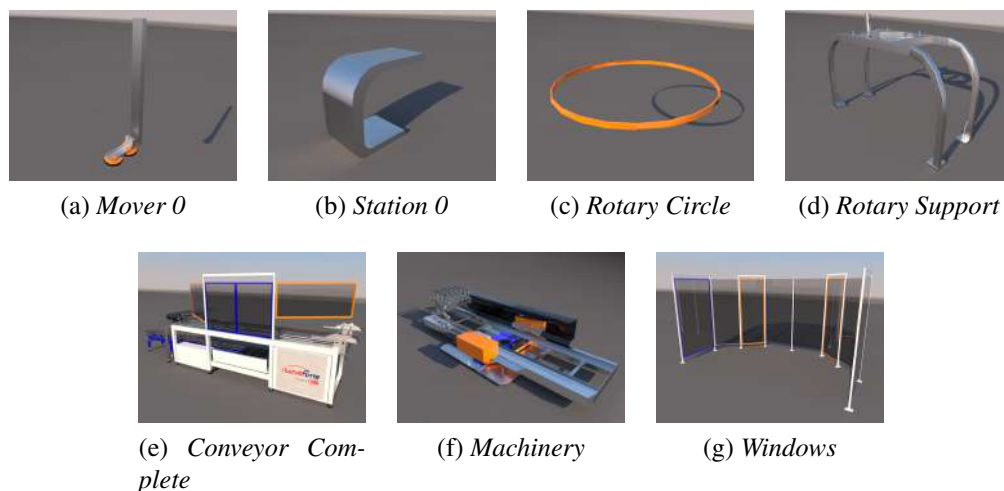 (a) Mover 0
(b) Station 0
(c) Rotary Circle
(d) Rotary Support
(e) Conveyor Com-
plete
(f) Machinery
(g) Windows